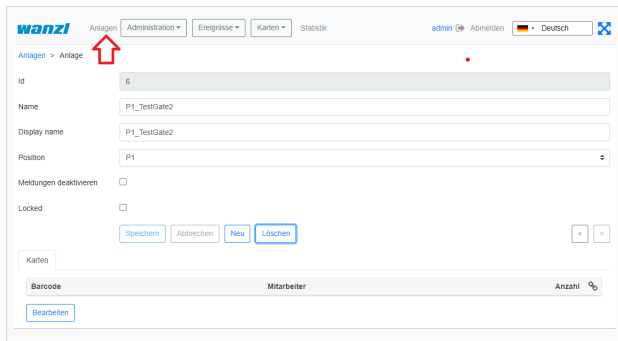 wanzl Anlagen Administration Ereignisse Karten Statistik admin Abmelden Deutsch
Anlagen > Anlage
Id 6
Name P1_TestGate2
Display name P1_TestGate2
Position P1
Meldungen deaktivieren
Locked
Speichern Abbrechen Neu Löschen < >
Karten
Barcode Mitarbeiter Anzahl
Bearbeiten